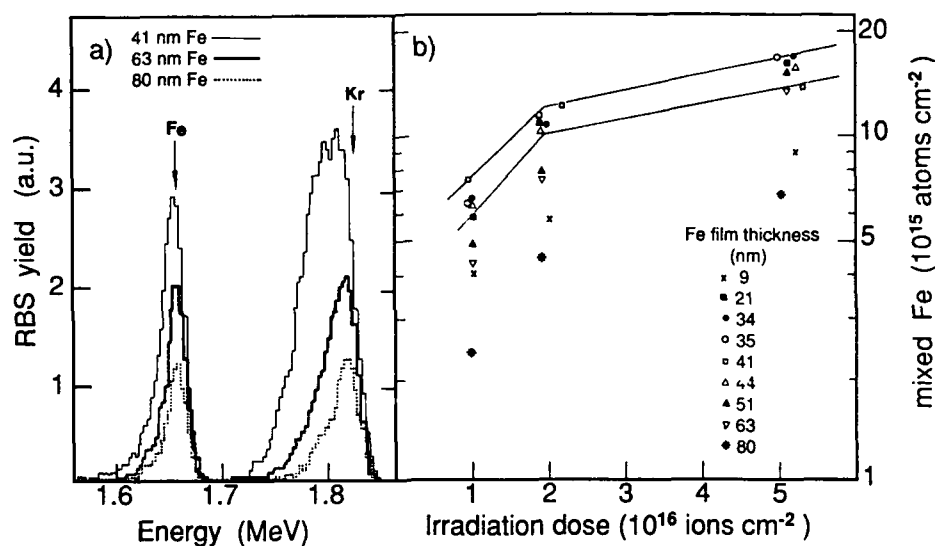 a)
41 nm Fe
63 nm Fe
80 nm Fe
Fe
Kr
4
3
2
1
RBS yield (a.u.)
1.6
1.7
1.8
Energy (MeV)
b)
20
10
5
2
1
mixed Fe (10¹⁵ atoms cm⁻²)
Fe film thickness
(nm)
9
21
34
35
41
44
51
63
80
1 2 3 4 5
Irradiation dose (10¹⁶ ions cm⁻²)